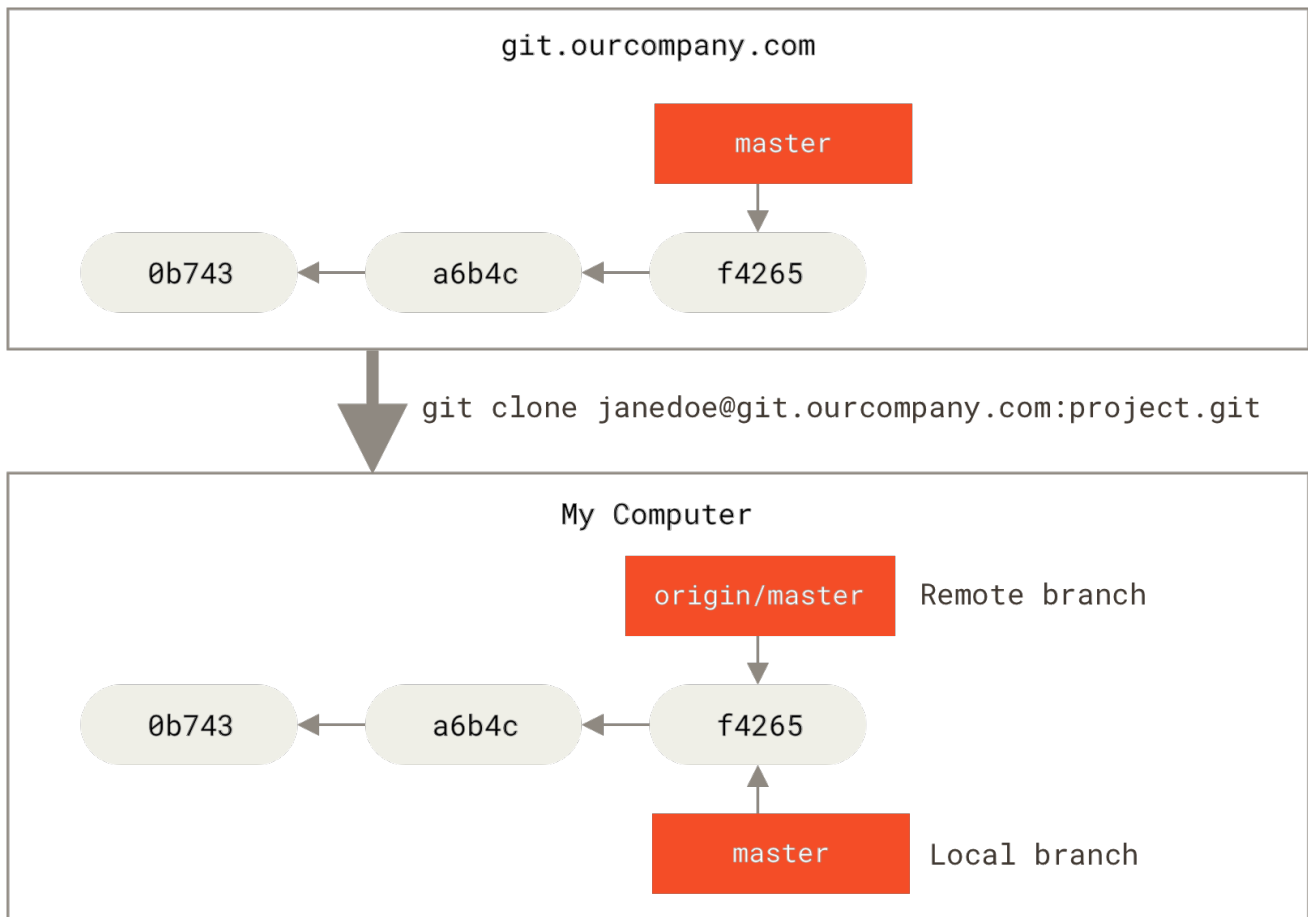 git.ourcompany.com
master
0b743 a6b4c f4265
git clone janedoe@git.ourcompany.com:project.git
My Computer
origin/master Remote branch
0b743 a6b4c f4265
master Local branch